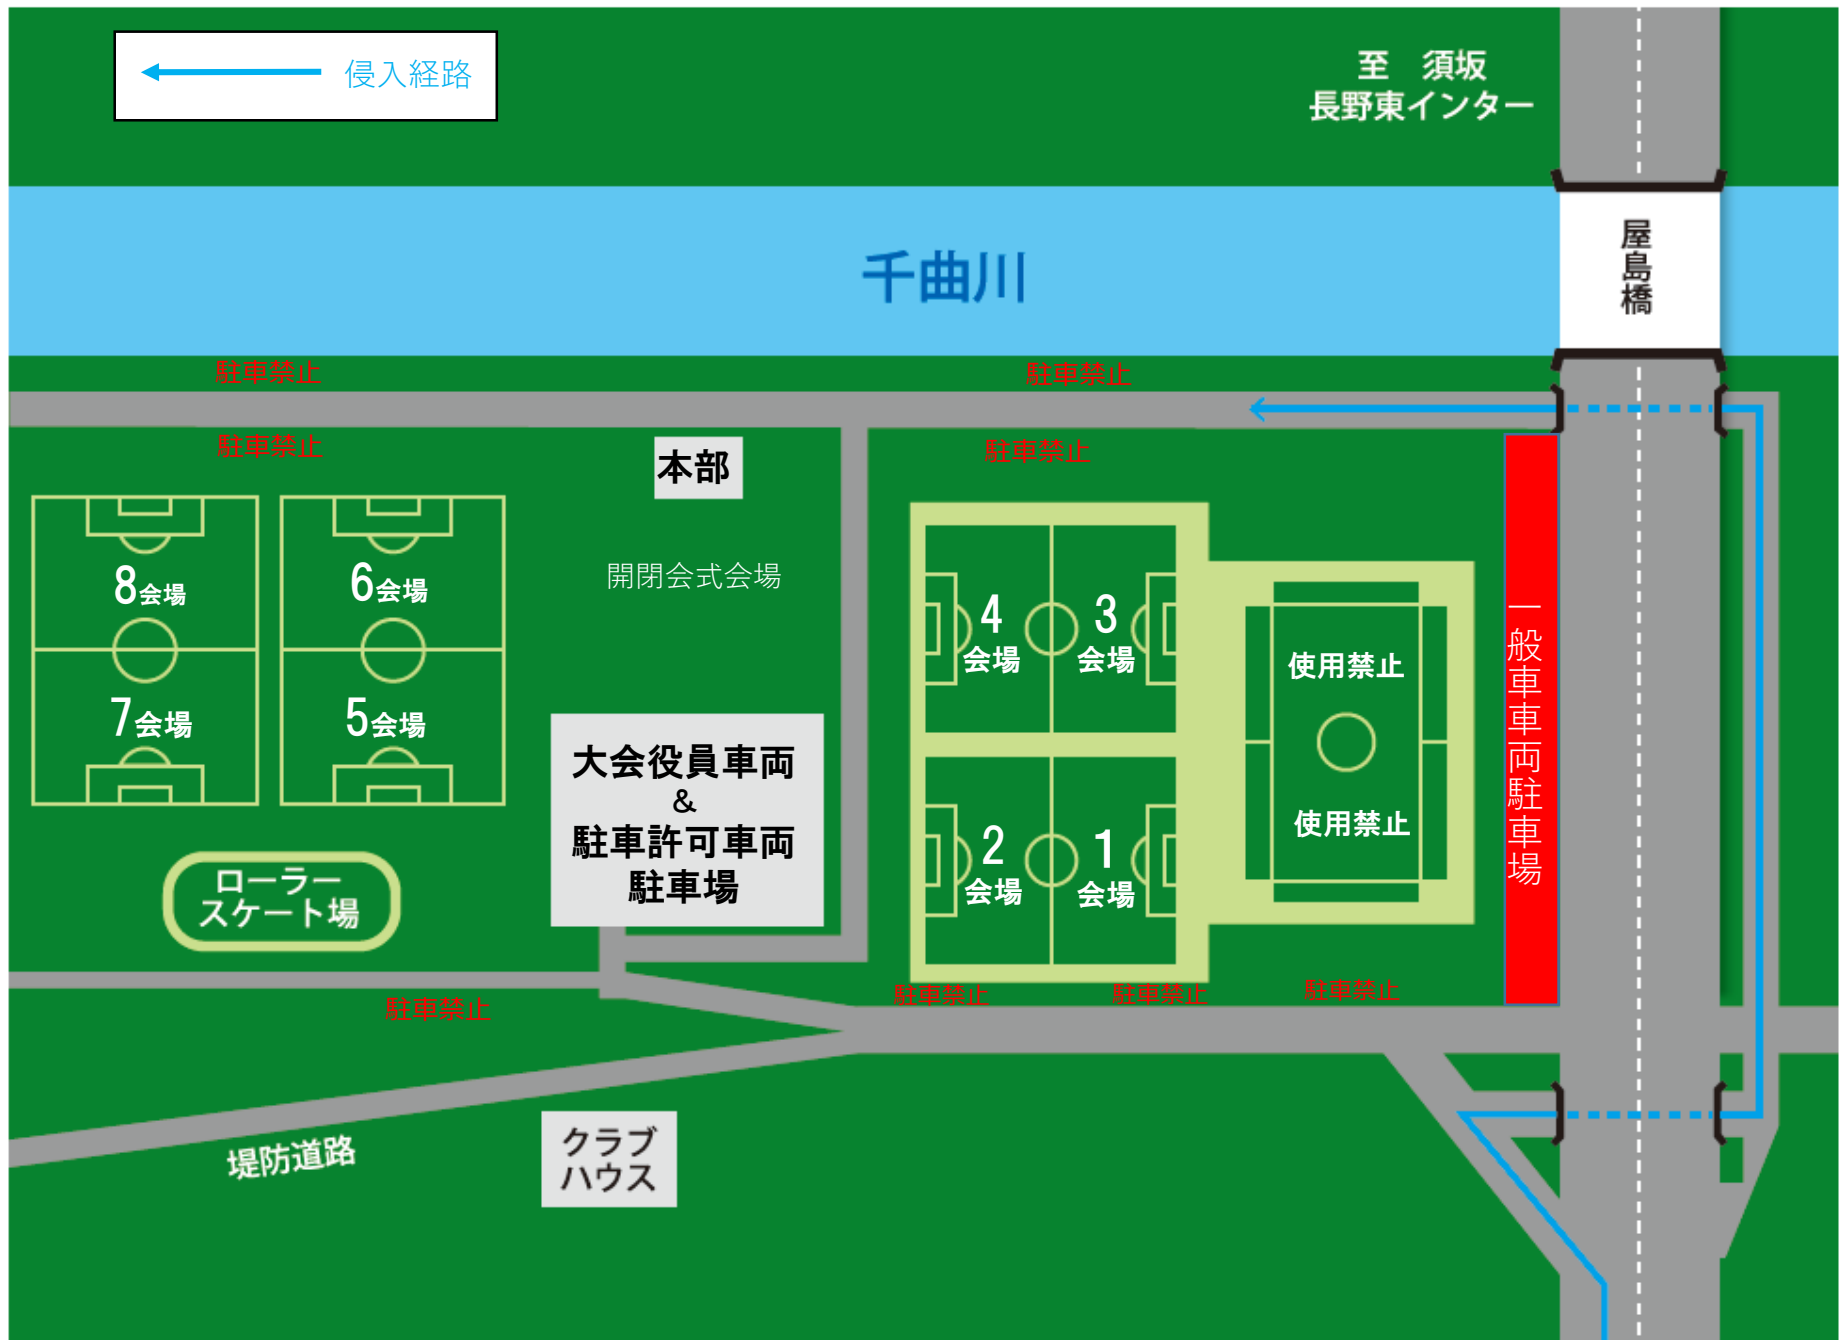 侵入経路
至 須坂
長野東インター
千曲川
屋島橋
駐車禁止
駐車禁止
駐車禁止
駐車禁止
本部
開閉会式会場
8会場
6会場
7会場
5会場
4
会場
3
会場
2
会場
1
会場
使用禁止
使用禁止
一般車車両駐車場
大会役員車両
&
駐車許可車両
駐車場
ローラー
スケート場
駐車禁止
駐車禁止
駐車禁止
駐車禁止
堤防道路
クラブ
ハウス